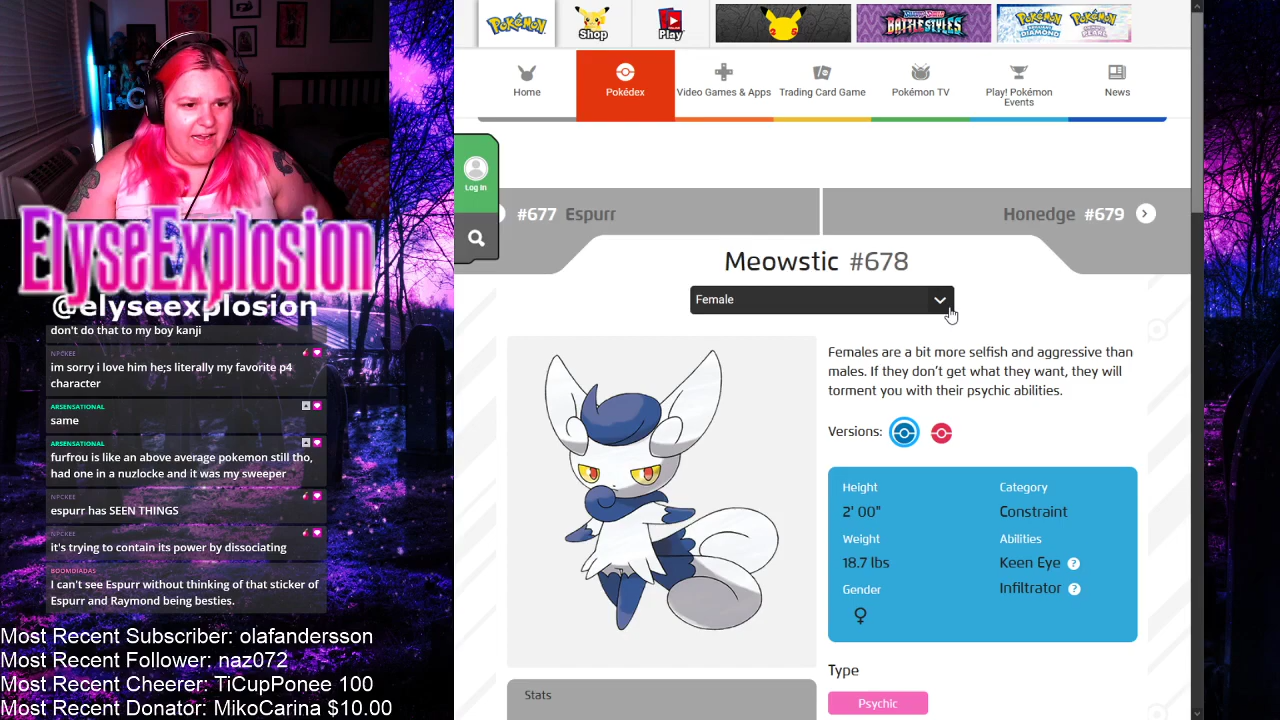 Pokémon
Shop
Play
25
BATTLE STYLES
POKÉMON
POKÉMON
Home
Pokédex
Video Games & Apps
Trading Card Game
Pokémon TV
Play! Pokémon
Events
News
Log In
#677 Espurr
Honedge #679
Meowstic #678
Female
Females are a bit more selfish and aggressive than
males. If they don't get what they want, they will
torment you with their psychic abilities.
Versions:
Height
2' 00"
Weight
18.7 lbs
Gender
Category
Constraint
Abilities
Keen Eye ?
Infiltrator ?
Type
Psychic
Stats
ElyseExplosion
@elyseexplosion
don't do that to my boy kanji
NPCKEE
im sorry i love him he;s literally my favorite p4
character
ARSENSATIONAL
same
ARSENSATIONAL
furfrou is like an above average pokemon still tho,
had one in a nuzlocke and it was my sweeper
NPCKEE
espurr has SEEN THINGS
NPCKEE
it's trying to contain its power by dissociating
BOOMDIADAS
I can't see Espurr without thinking of that sticker of
Espurr and Raymond being besties.
Most Recent Subscriber: olafandersson
Most Recent Follower: naz072
Most Recent Cheerer: TiCupPonee 100
Most Recent Donator: MikoCarina $10.00